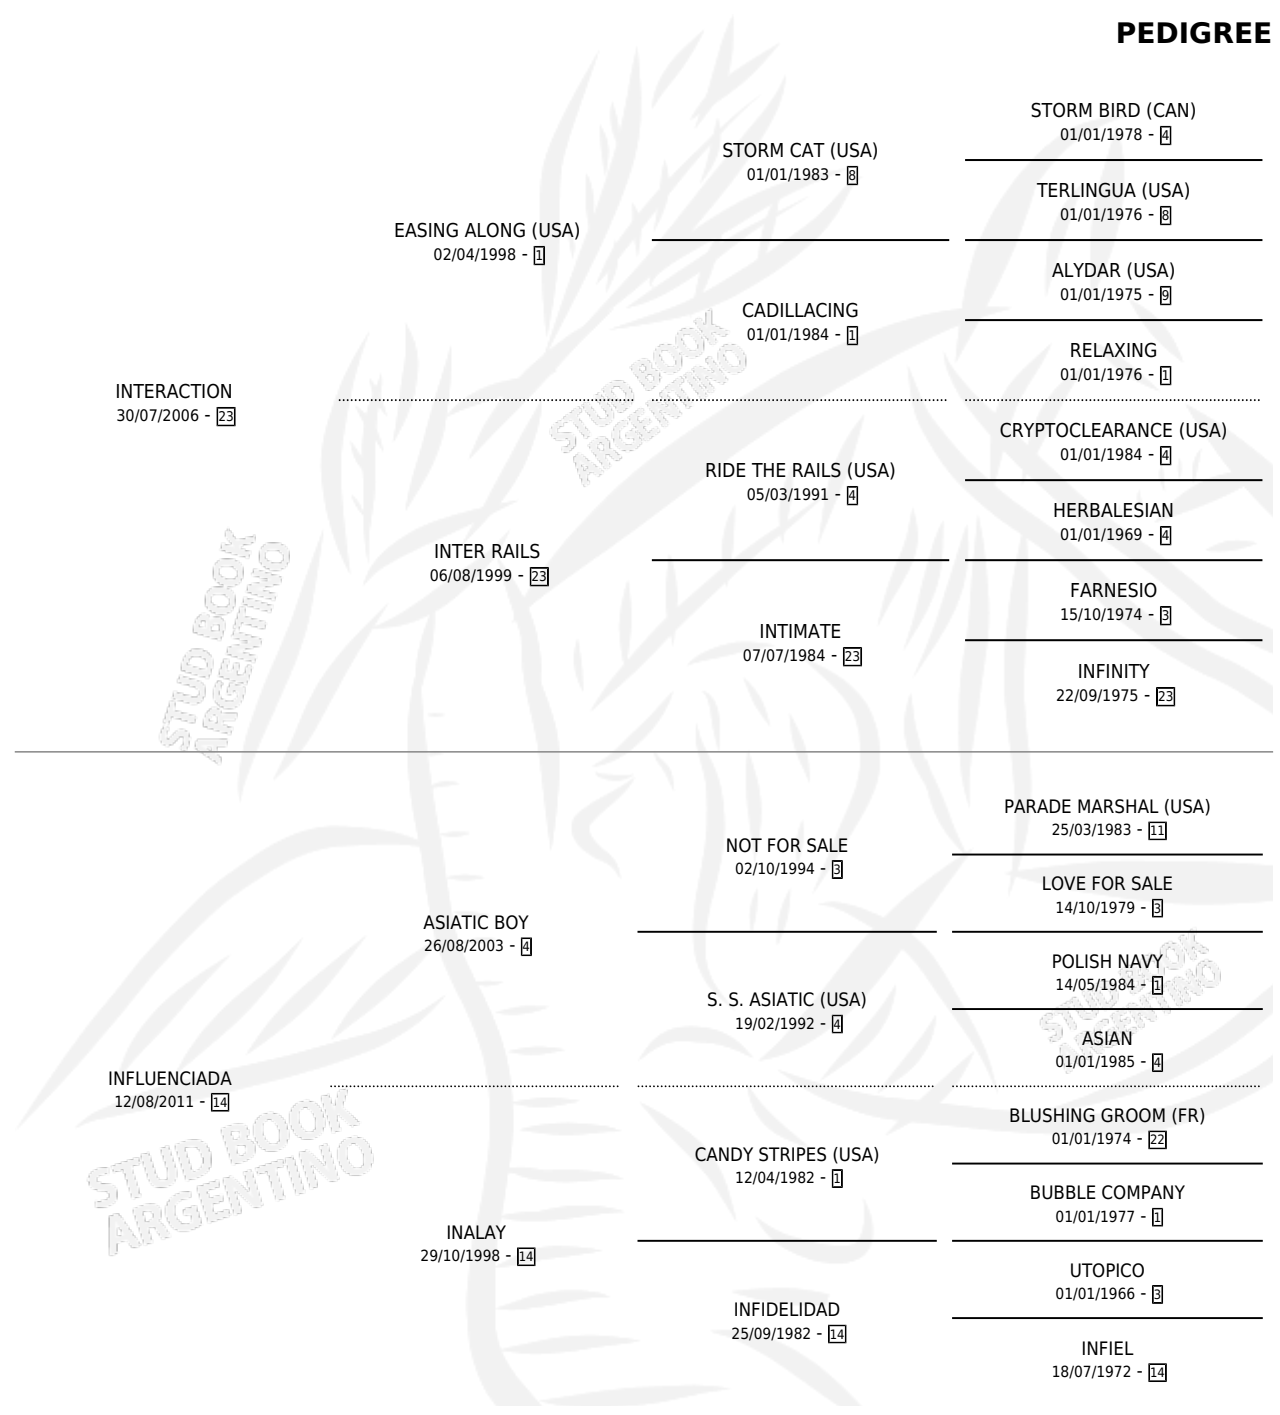 PEDIGREE
STORM BIRD (CAN)
01/01/1978 - 4
STORM CAT (USA)
01/01/1983 - 8
TERLINGUA (USA)
01/01/1976 - 8
EASING ALONG (USA)
02/04/1998 - 1
ALYDAR (USA)
01/01/1975 - 9
CADILLACING
01/01/1984 - 1
RELAXING
01/01/1976 - 1
INTERACTION
30/07/2006 - 23
CRYPTOCLEARANCE (USA)
01/01/1984 - 4
RIDE THE RAILS (USA)
05/03/1991 - 4
HERBALESIAN
01/01/1969 - 4
INTER RAILS
06/08/1999 - 23
FARNESIO
15/10/1974 - 3
INTIMATE
07/07/1984 - 23
INFINITY
22/09/1975 - 23
PARADE MARSHAL (USA)
25/03/1983 - 11
NOT FOR SALE
02/10/1994 - 3
LOVE FOR SALE
14/10/1979 - 3
ASIATIC BOY
26/08/2003 - 4
POLISH NAVY
14/05/1984 - 1
S. S. ASIATIC (USA)
19/02/1992 - 4
ASIAN
01/01/1985 - 4
INFLUENCIADA
12/08/2011 - 14
BLUSHING GROOM (FR)
01/01/1974 - 22
CANDY STRIPES (USA)
12/04/1982 - 1
BUBBLE COMPANY
01/01/1977 - 1
INALAY
29/10/1998 - 14
UTOPICO
01/01/1966 - 3
INFIDELIDAD
25/09/1982 - 14
INFIEL
18/07/1972 - 14
STUD BOOK
ARGENTINO
STUD BOOK
ARGENTINO
STUD BOOK
ARGENTINO
STUD BOOK
ARGENTINO